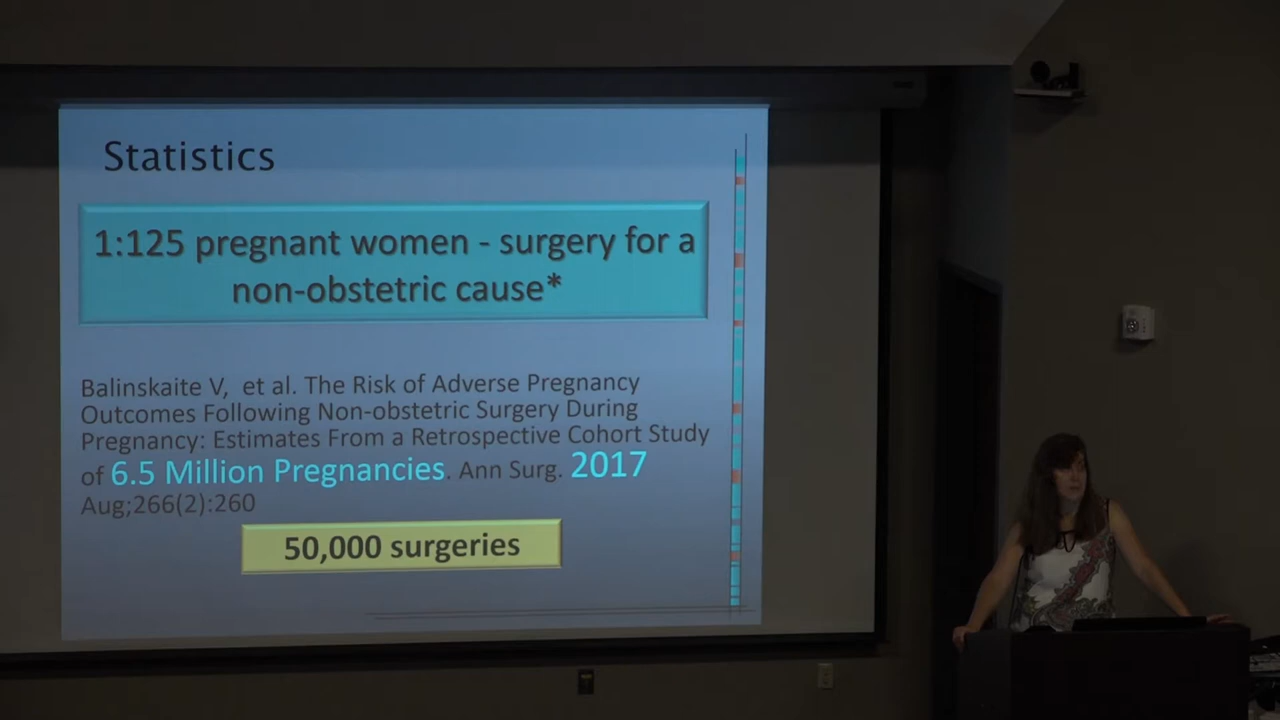 Statistics
1:125 pregnant women - surgery for a
non-obstetric cause*
Balinskaite V, et al. The Risk of Adverse Pregnancy
Outcomes Following Non-obstetric Surgery During
Pregnancy: Estimates From a Retrospective Cohort Study
of 6.5 Million Pregnancies. Ann Surg. 2017
Aug;266(2):260
50,000 surgeries